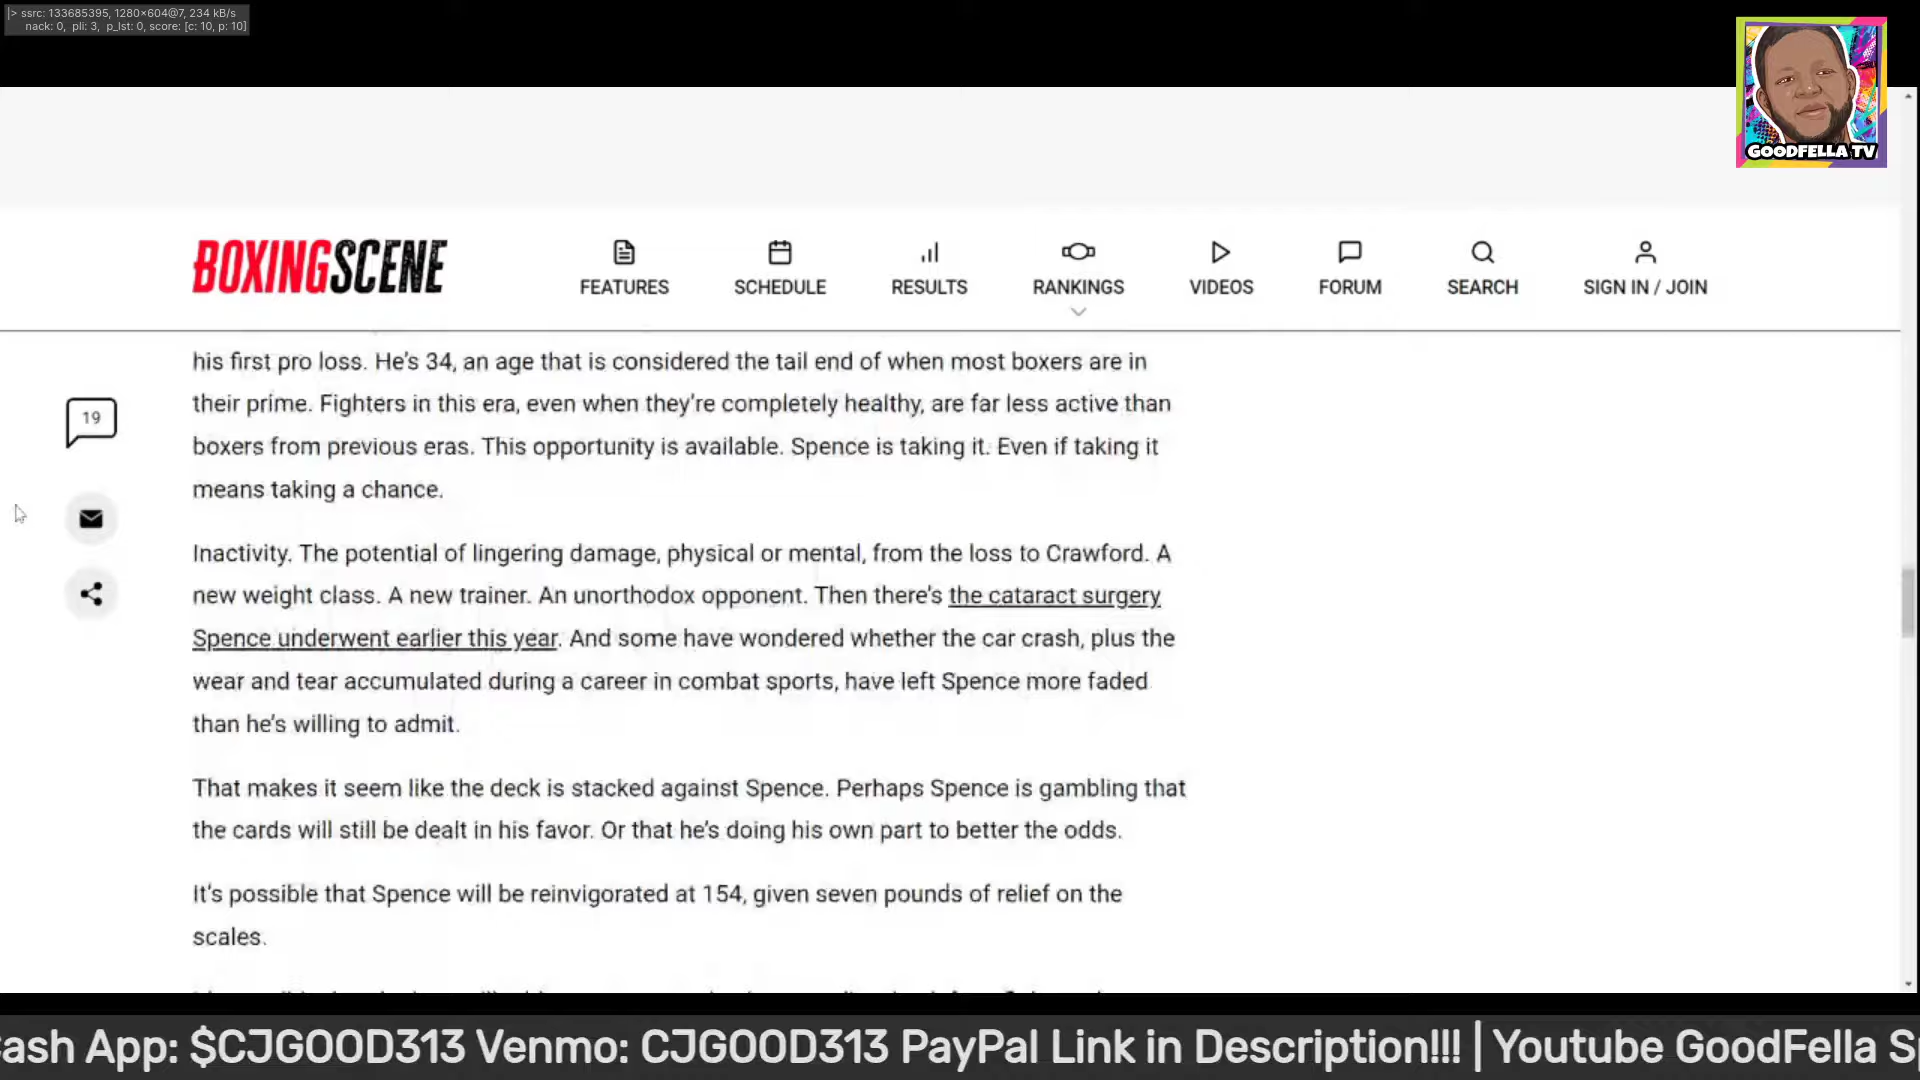 |> ssrc: 133685395, 1280×604@7, 234 kB/s
nack: 0, pli: 3, p_lst: 0, score: [c: 10, p: 10]
GOODFELLA TV
BOXINGSCENE
FEATURES SCHEDULE RESULTS RANKINGS VIDEOS FORUM SEARCH SIGN IN / JOIN
his first pro loss. He's 34, an age that is considered the tail end of when most boxers are in
19
their prime. Fighters in this era, even when they're completely healthy, are far less active than
boxers from previous eras. This opportunity is available. Spence is taking it. Even if taking it
means taking a chance.
Inactivity. The potential of lingering damage, physical or mental, from the loss to Crawford. A
new weight class. A new trainer. An unorthodox opponent. Then there's the cataract surgery
Spence underwent earlier this year. And some have wondered whether the car crash, plus the
wear and tear accumulated during a career in combat sports, have left Spence more faded
than he's willing to admit.
That makes it seem like the deck is stacked against Spence. Perhaps Spence is gambling that
the cards will still be dealt in his favor. Or that he's doing his own part to better the odds.
It's possible that Spence will be reinvigorated at 154, given seven pounds of relief on the
scales.
ash App: $CJGOOD313 Venmo: CJGOOD313 PayPal Link in Description!!! | Youtube GoodFella S